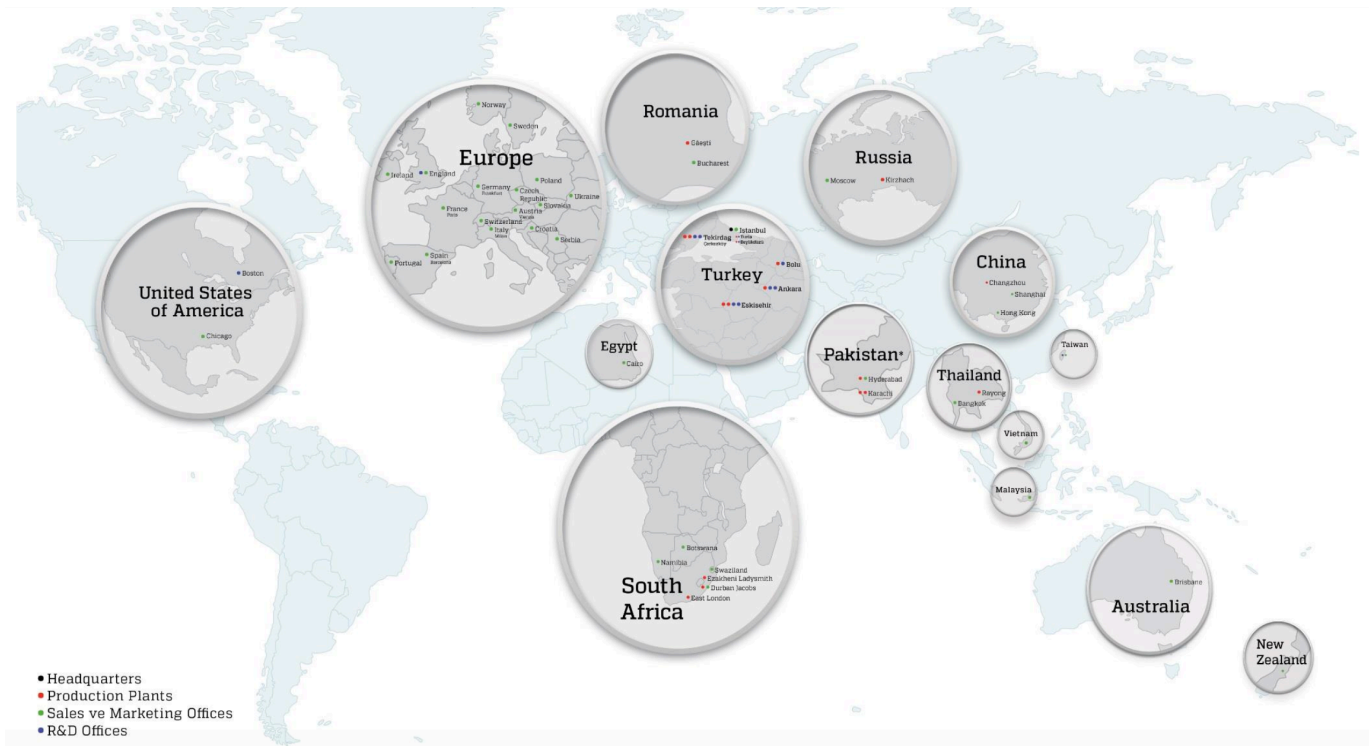 Romania
Găești
Bucharest
Norway
Sweden
Europe
Ireland
England
Germany
Frankfurt
Poland
Czech
Republic
Ukraine
Slovakia
France
Paris
Austria
Switzerland
Italy
Milano
Croatia
Serbia
Spain
Barcelona
Portugal
Russia
Moscow
Kirzhach
United States
of America
Boston
Chicago
Istanbul
Tekirdag
Turkey
Bolu
Ankara
Eskisehir
China
Changzhou
Shanghai
Hong Kong
Egypt
Cairo
Pakistan*
Hyderabad
Karachi
Taiwan
Thailand
Rayong
Bangkok
Vietnam
Malaysia
Botswana
Namibia
Swaziland
Ezakheni Ladysmith
Durban Jacobs
East London
South
Africa
Brisbane
Australia
New
Zealand
Headquarters
Production Plants
Sales ve Marketing Offices
R&D Offices